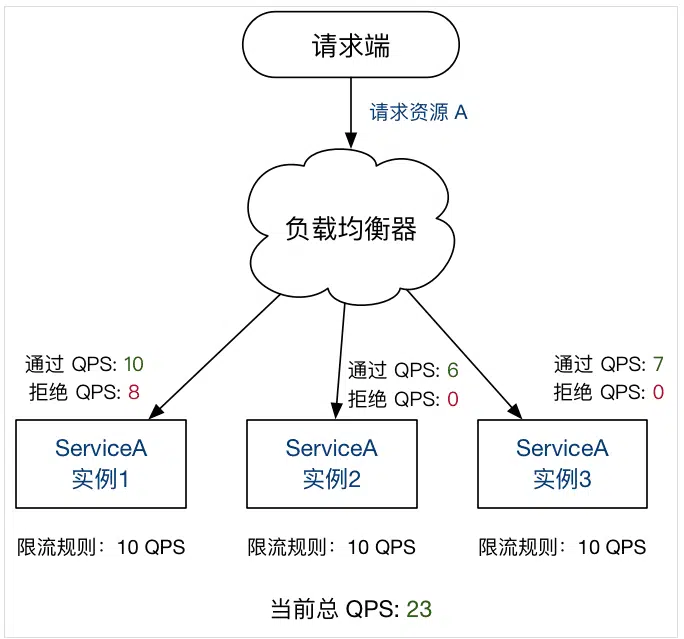 请求端
请求资源 A
负载均衡器
通过 QPS: 10
拒绝 QPS: 8
通过 QPS: 6
拒绝 QPS: 0
通过 QPS: 7
拒绝 QPS: 0
ServiceA
实例1
ServiceA
实例2
ServiceA
实例3
限流规则：10 QPS
限流规则：10 QPS
限流规则：10 QPS
当前总 QPS: 23